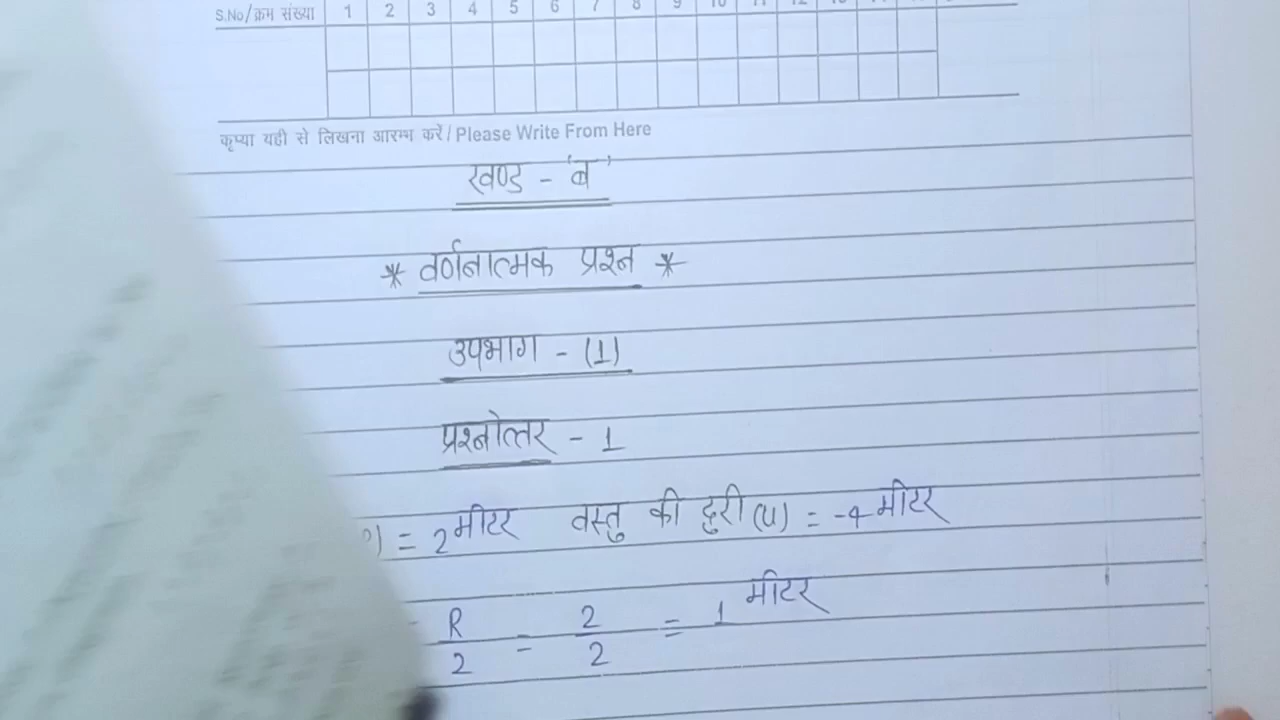 S.No/क्रम संख्या 1 2 3 4 5 6 7 8 9 10 11 12 13 14
कृप्या यही से लिखना आरम्भ करें/Please Write From Here
खण्ड - 'ब'
* वर्णनात्मक प्रश्न *
उपभाग - (1)
प्रश्नोत्तर - 1
) = 2 मीटर वस्तु की दुरी (u) = -4 मीटर
R/2 = 2/2 = 1 मीटर